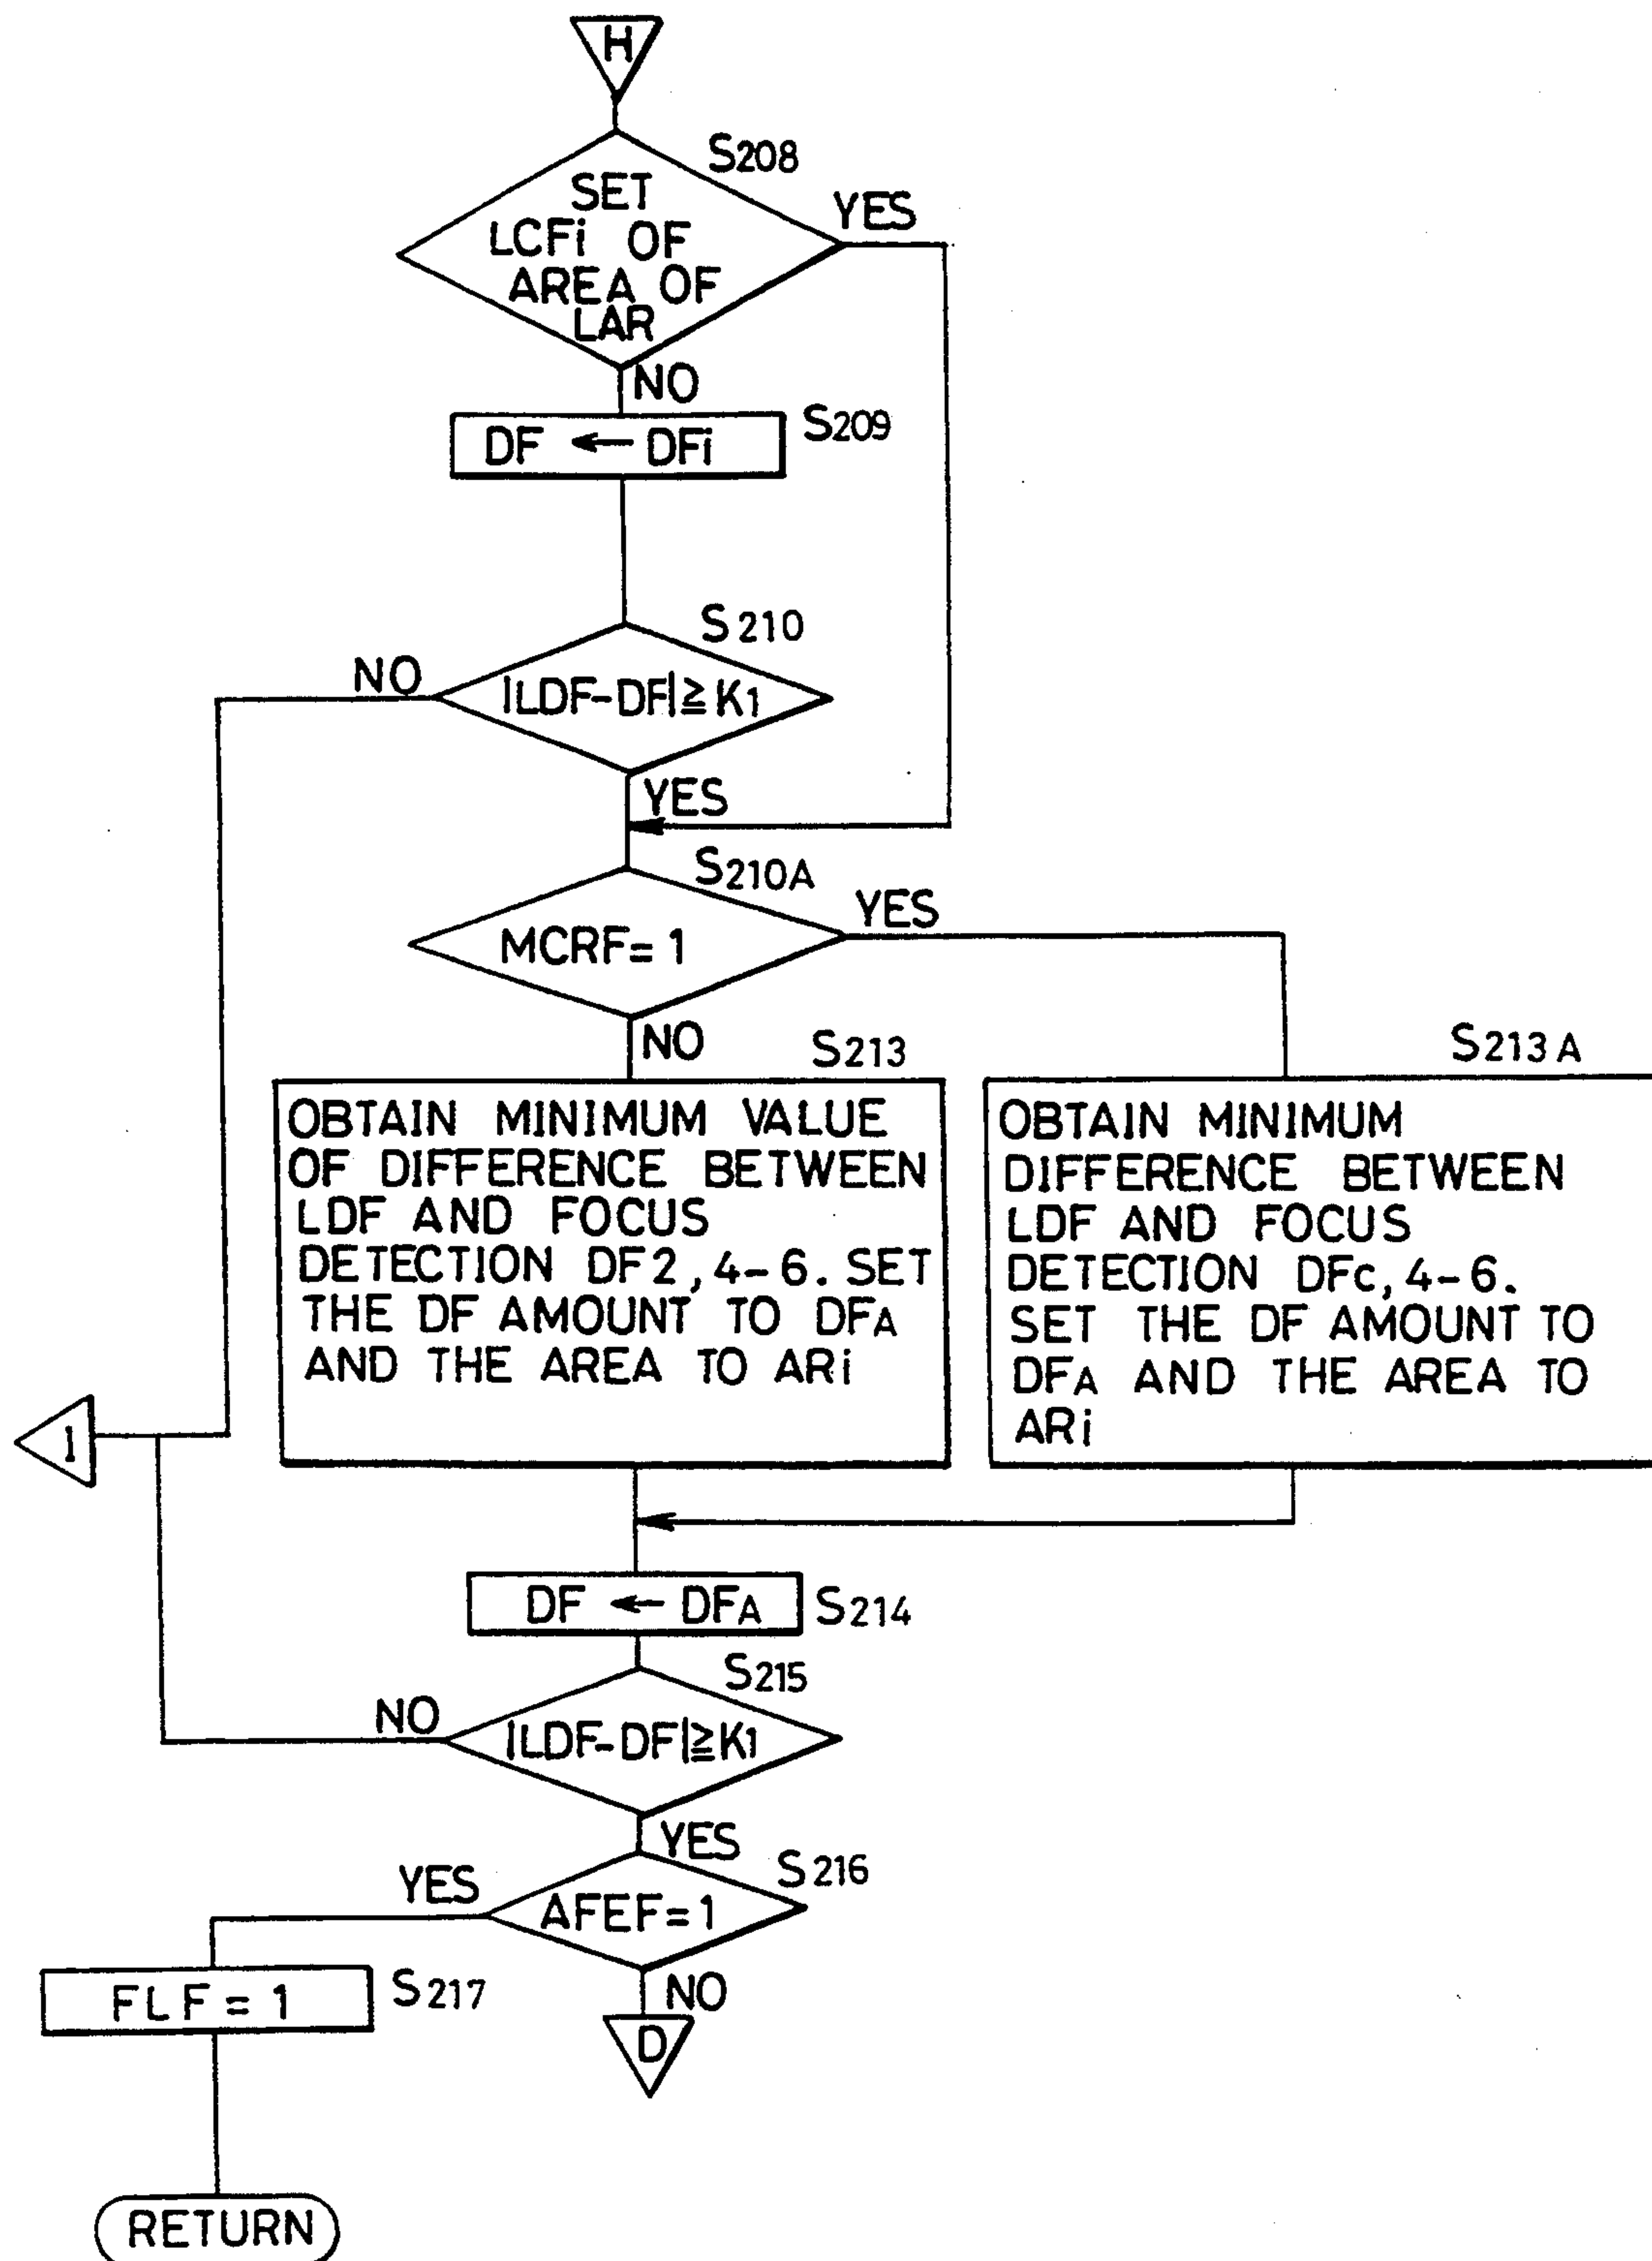 H
S208
SET
LCFi OF
AREA OF
LAR
YES
NO
S209
DF ← DFi
S210
NO
|LDF-DF|≧K1
YES
S210A
MCRF=1
YES
NO
S213
OBTAIN MINIMUM VALUE
OF DIFFERENCE BETWEEN
LDF AND FOCUS
DETECTION DF2,4-6. SET
THE DF AMOUNT TO DFA
AND THE AREA TO ARi
S213A
OBTAIN MINIMUM
DIFFERENCE BETWEEN
LDF AND FOCUS
DETECTION DFc,4-6.
SET THE DF AMOUNT TO
DFA AND THE AREA TO
ARi
I
DF ← DFA
S214
S215
NO
|LDF-DF|≧K1
YES
S216
YES
AFEF=1
NO
FLF=1
S217
D
RETURN